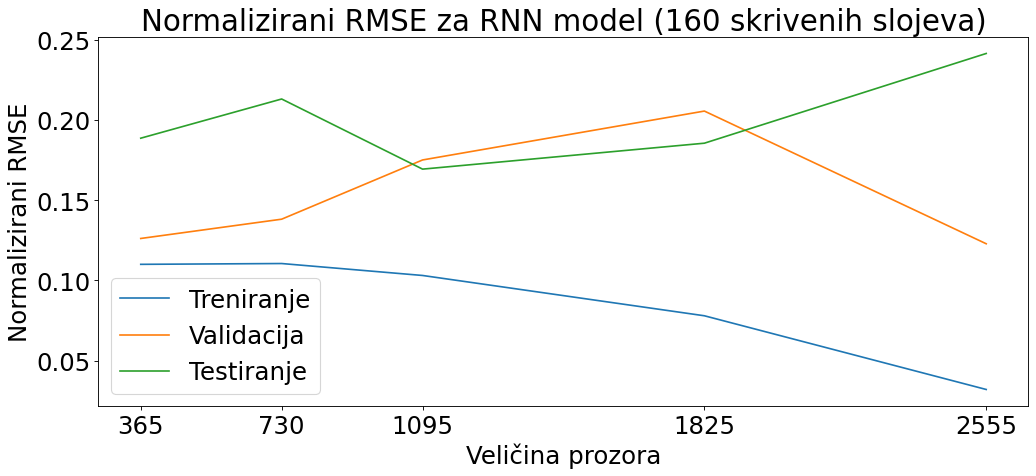 Normalizirani RMSE za RNN model (160 skrivenih slojeva)
Normalizirani RMSE
0.25
0.20
0.15
0.10
0.05
Treniranje
Validacija
Testiranje
365 730 1095 1825 2555
Veličina prozora